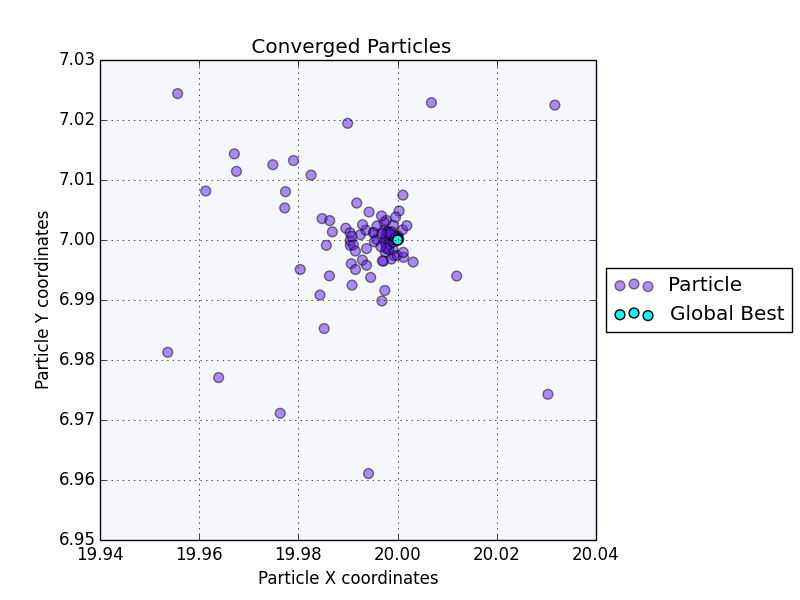 Converged Particles
7.03
7.02
7.01
7.00
6.99
6.98
6.97
6.96
6.95
Particle Y coordinates
19.94 19.96 19.98 20.00 20.02 20.04
Particle X coordinates
Particle
Global Best